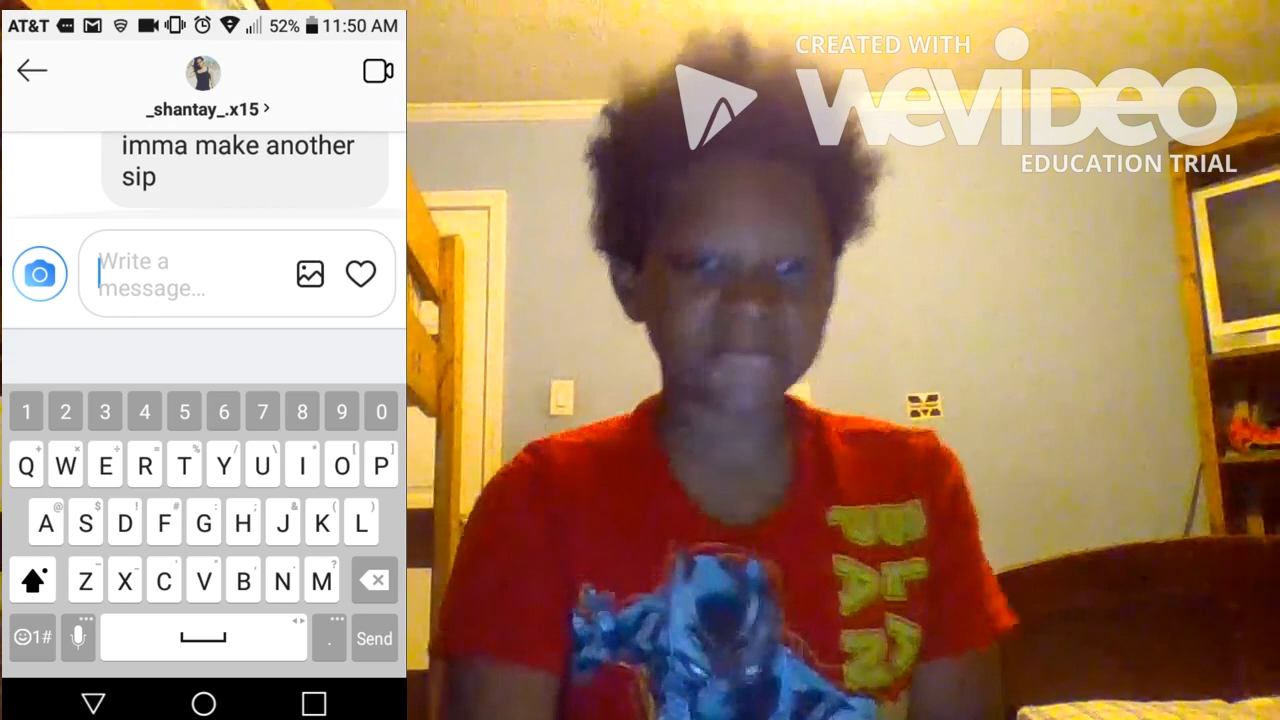 AT&T 52% 11:50 AM
_shantay_.x15 >
imma make another
sip
Write a
message...
1 2 3 4 5 6 7 8 9 0
Q W E R T Y U I O P
A S D F G H J K L
Z X C V B N M
1# . Send
CREATED WITH
WEVIDEO
EDUCATION TRIAL